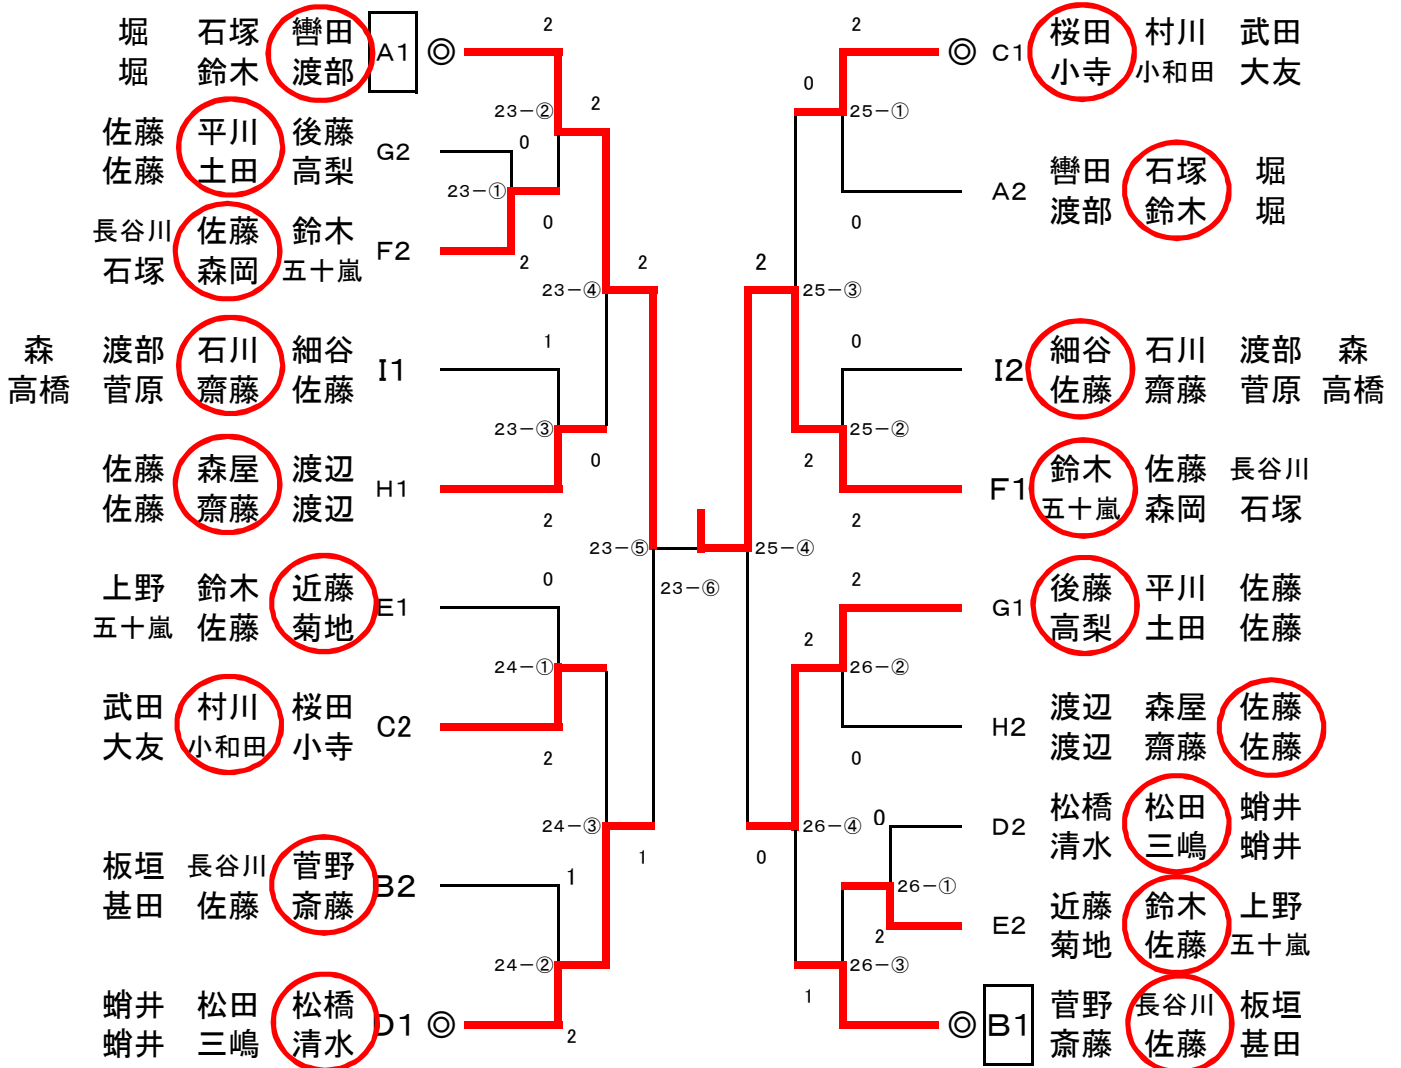 堀 石塚 轡田
堀 鈴木 渡部
A1 ◎
2
23－②
2
佐藤 平川 後藤
佐藤 土田 高梨
G2
0
23－①
0
長谷川 佐藤 鈴木
石塚 森岡 五十嵐
F2
2
23－④
2
1
森 渡部 石川 細谷
高橋 菅原 齋藤 佐藤
I1
23－③
0
佐藤 森屋 渡辺
佐藤 齋藤 渡辺
H1
2
23－⑤
23－⑥
0
上野 鈴木 近藤
五十嵐 佐藤 菊地
E1
24－①
武田 村川 桜田
大友 小和田 小寺
C2
2
24－③
1
1
板垣 長谷川 菅野
甚田 佐藤 斎藤
B2
24－②
蛸井 松田 松橋
蛸井 三嶋 清水
D1 ◎
2
2
◎ C1
桜田 村川 武田
小寺 小和田 大友
0
25－①
A2
轡田 石塚 堀
渡部 鈴木 堀
0
2
25－③
0
I2
細谷 石川 渡部 森
佐藤 齋藤 菅原 高橋
25－②
2
F1
鈴木 佐藤 長谷川
五十嵐 森岡 石塚
2
25－④
2
G1
後藤 平川 佐藤
高梨 土田 佐藤
2
26－②
H2
渡辺 森屋 佐藤
渡辺 齋藤 佐藤
0
26－④
0
0
D2
松橋 松田 蛸井
清水 三嶋 蛸井
26－①
E2
近藤 鈴木 上野
菊地 佐藤 五十嵐
2
26－③
1
◎ B1
菅野 長谷川 板垣
斎藤 佐藤 甚田